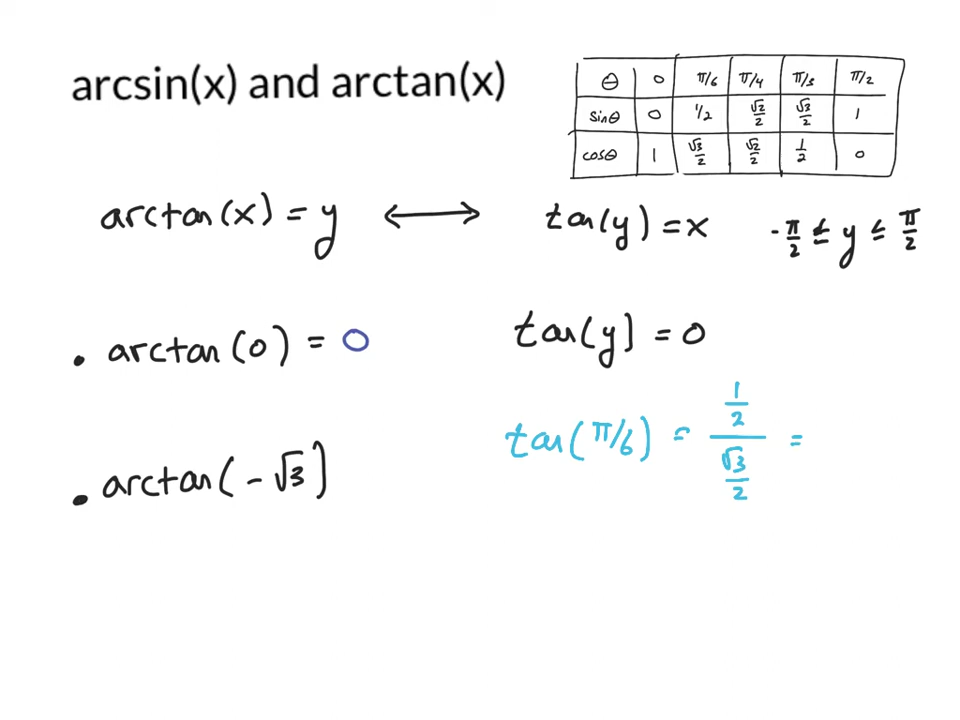 arcsin(x) and arctan(x)
θ 0 π/6 π/4 π/3 π/2
sinθ 0 1/2 √2/2 √3/2 1
cosθ 1 √3/2 √2/2 1/2 0
arctan(x) = y ⟷ tan(y) = x -π/2 ≤ y ≤ π/2
• arctan(0) = 0 tan(y) = 0
tan(π/6) = (1/2)/(√3/2) =
• arctan(-√3)